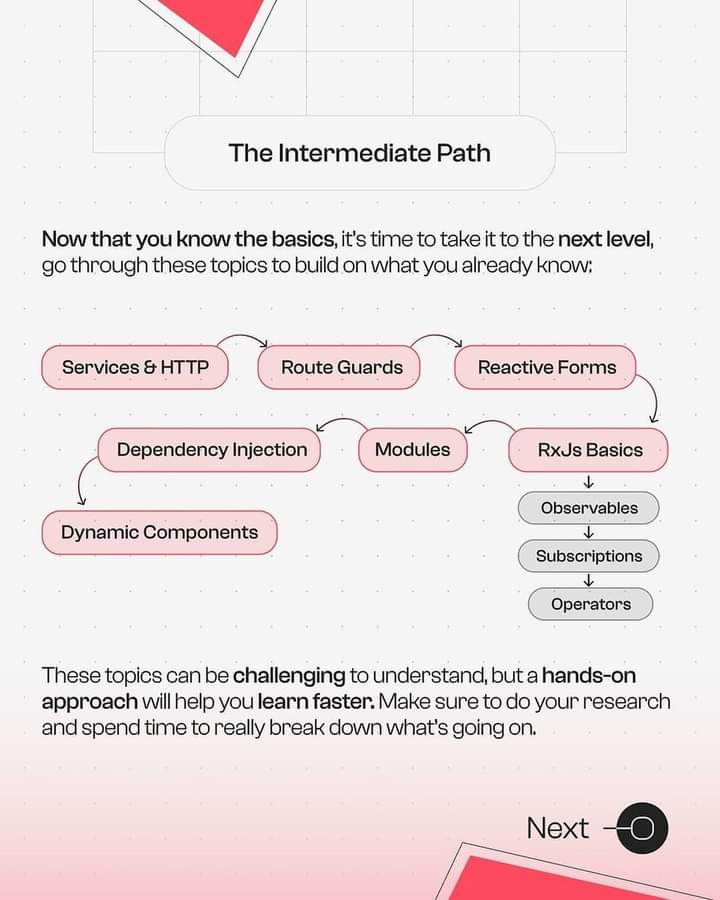 The Intermediate Path
Now that you know the basics, it's time to take it to the next level,
go through these topics to build on what you already know:
Services & HTTP
Route Guards
Reactive Forms
RxJs Basics
Observables
Subscriptions
Operators
Modules
Dependency Injection
Dynamic Components
These topics can be challenging to understand, but a hands-on
approach will help you learn faster. Make sure to do your research
and spend time to really break down what's going on.
Next